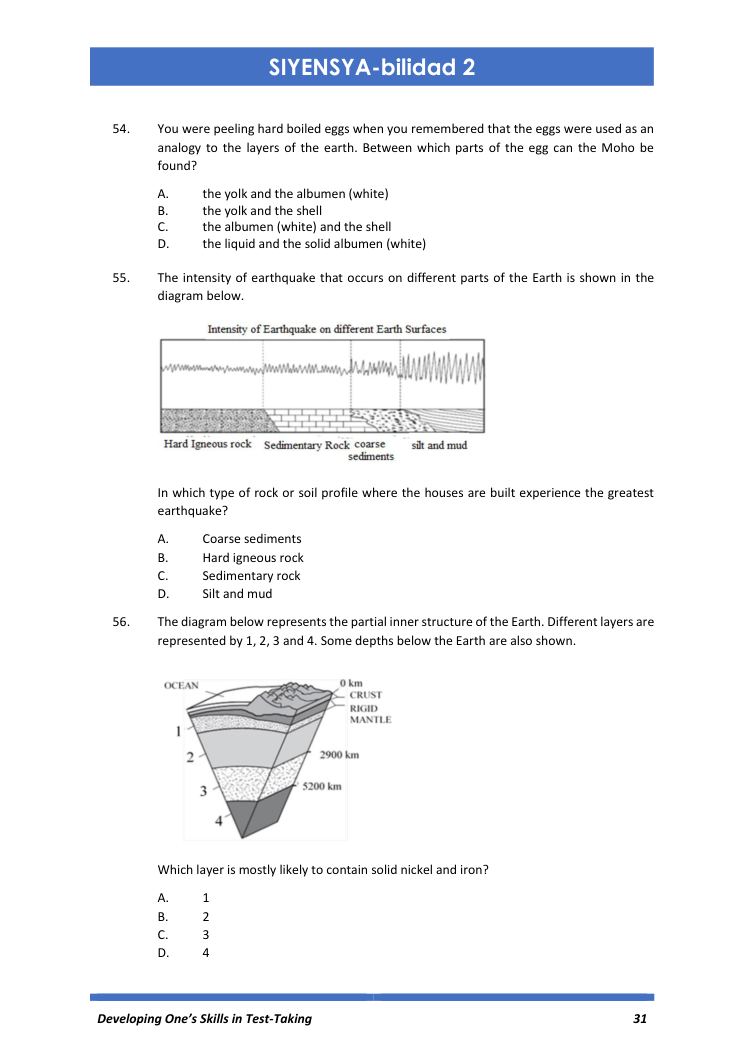 SIYENSYA-bilidad 2
54. You were peeling hard boiled eggs when you remembered that the eggs were used as an
analogy to the layers of the earth. Between which parts of the egg can the Moho be
found?
A. the yolk and the albumen (white)
B. the yolk and the shell
C. the albumen (white) and the shell
D. the liquid and the solid albumen (white)
55. The intensity of earthquake that occurs on different parts of the Earth is shown in the
diagram below.
Intensity of Earthquake on different Earth Surfaces
Hard Igneous rock Sedimentary Rock coarse silt and mud
sediments
In which type of rock or soil profile where the houses are built experience the greatest
earthquake?
A. Coarse sediments
B. Hard igneous rock
C. Sedimentary rock
D. Silt and mud
56. The diagram below represents the partial inner structure of the Earth. Different layers are
represented by 1, 2, 3 and 4. Some depths below the Earth are also shown.
OCEAN 0 km
CRUST
RIGID
MANTLE
1
2 2900 km
3 5200 km
4
Which layer is mostly likely to contain solid nickel and iron?
A. 1
B. 2
C. 3
D. 4
Developing One's Skills in Test-Taking 31